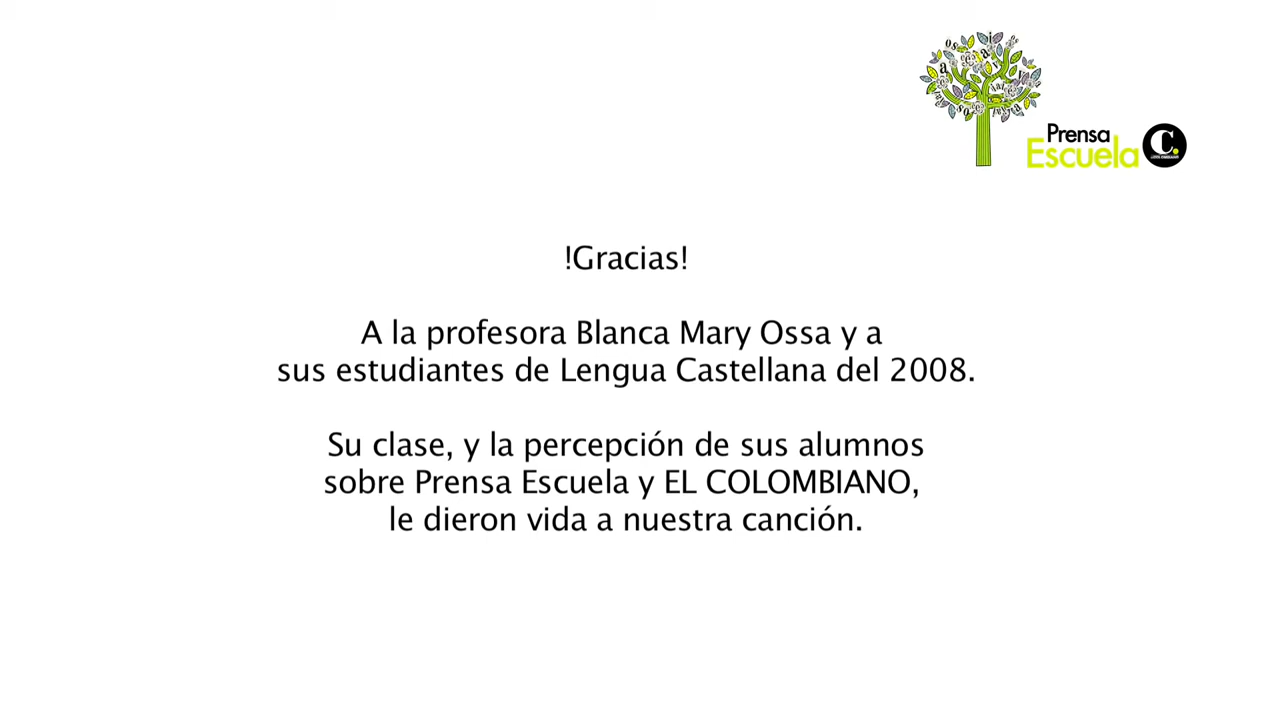 Prensa
Escuela
C.
!Gracias!
A la profesora Blanca Mary Ossa y a
sus estudiantes de Lengua Castellana del 2008.
Su clase, y la percepción de sus alumnos
sobre Prensa Escuela y EL COLOMBIANO,
le dieron vida a nuestra canción.